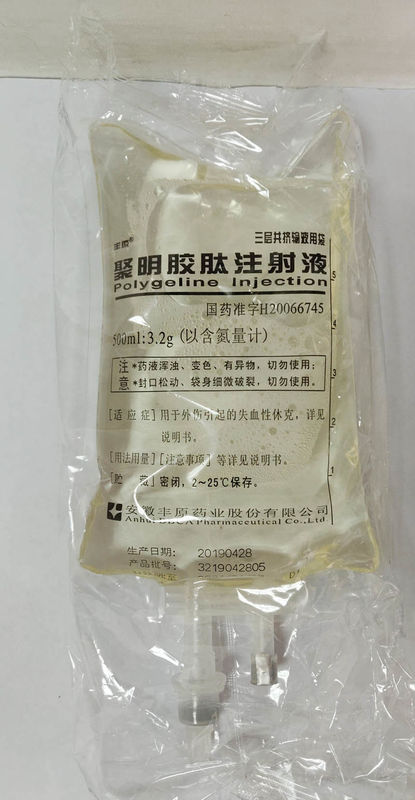 丰原®
三层共挤输液用袋
聚明胶肽注射液
Polygeline Injection
国药准字H20066745
500ml:3.2g (以含氮量计)
注 *药液浑浊、变色、有异物，切勿使用；
意 *封口松动、袋身细微破裂，切勿使用。
[适 应 症] 用于外伤引起的失血性休克，详见
说明书。
[用法用量][注意事项] 等详见说明书。
[贮 藏] 密闭，2~25℃保存。
安徽丰原药业股份有限公司
Pharmaceutical Co.,Ltd
生产日期: 20190428
产品批号: 3219042805
5
4
3
2
1